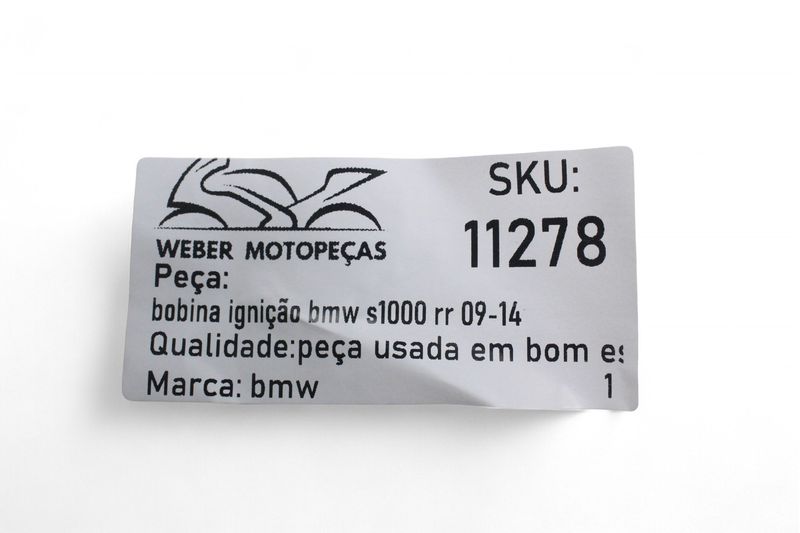 WEBER MOTOPEÇAS
SKU:
11278
Peça:
bobina ignição bmw s1000 rr 09-14
Qualidade:peça usada em bom es
Marca: bmw
1